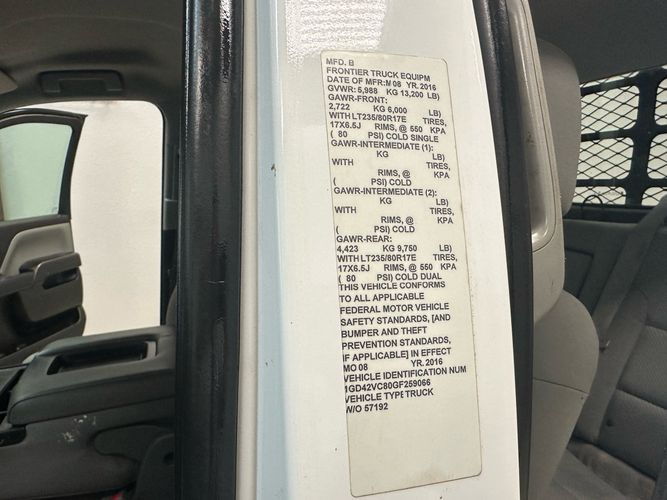 MFD. B
FRONTIER TRUCK EQUIPM
DATE OF MFR:M 08 YR. 2016
GVWR: 5,988 KG 13,200 LB)
GAWR-FRONT:
2,722 KG 6,000 LB)
WITH LT235/80R17E TIRES,
17X6.5J RIMS, @ 550 KPA
( 80 PSI) COLD SINGLE
GAWR-INTERMEDIATE (1):
KG LB)
WITH TIRES,
RIMS, @ KPA
( PSI) COLD
GAWR-INTERMEDIATE (2):
KG LB)
WITH TIRES,
RIMS, @ KPA
( PSI) COLD
GAWR-REAR:
4,423 KG 9,750 LB)
WITH LT235/80R17E TIRES,
17X6.5J RIMS, @ 550 KPA
( 80 PSI) COLD DUAL
THIS VEHICLE CONFORMS
TO ALL APPLICABLE
FEDERAL MOTOR VEHICLE
SAFETY STANDARDS, [AND
BUMPER AND THEFT
PREVENTION STANDARDS,
IF APPLICABLE] IN EFFECT
MO 08 YR. 2016
VEHICLE IDENTIFICATION NUM
1GD42VC80GF259066
VEHICLE TYPE TRUCK
W/O 57192